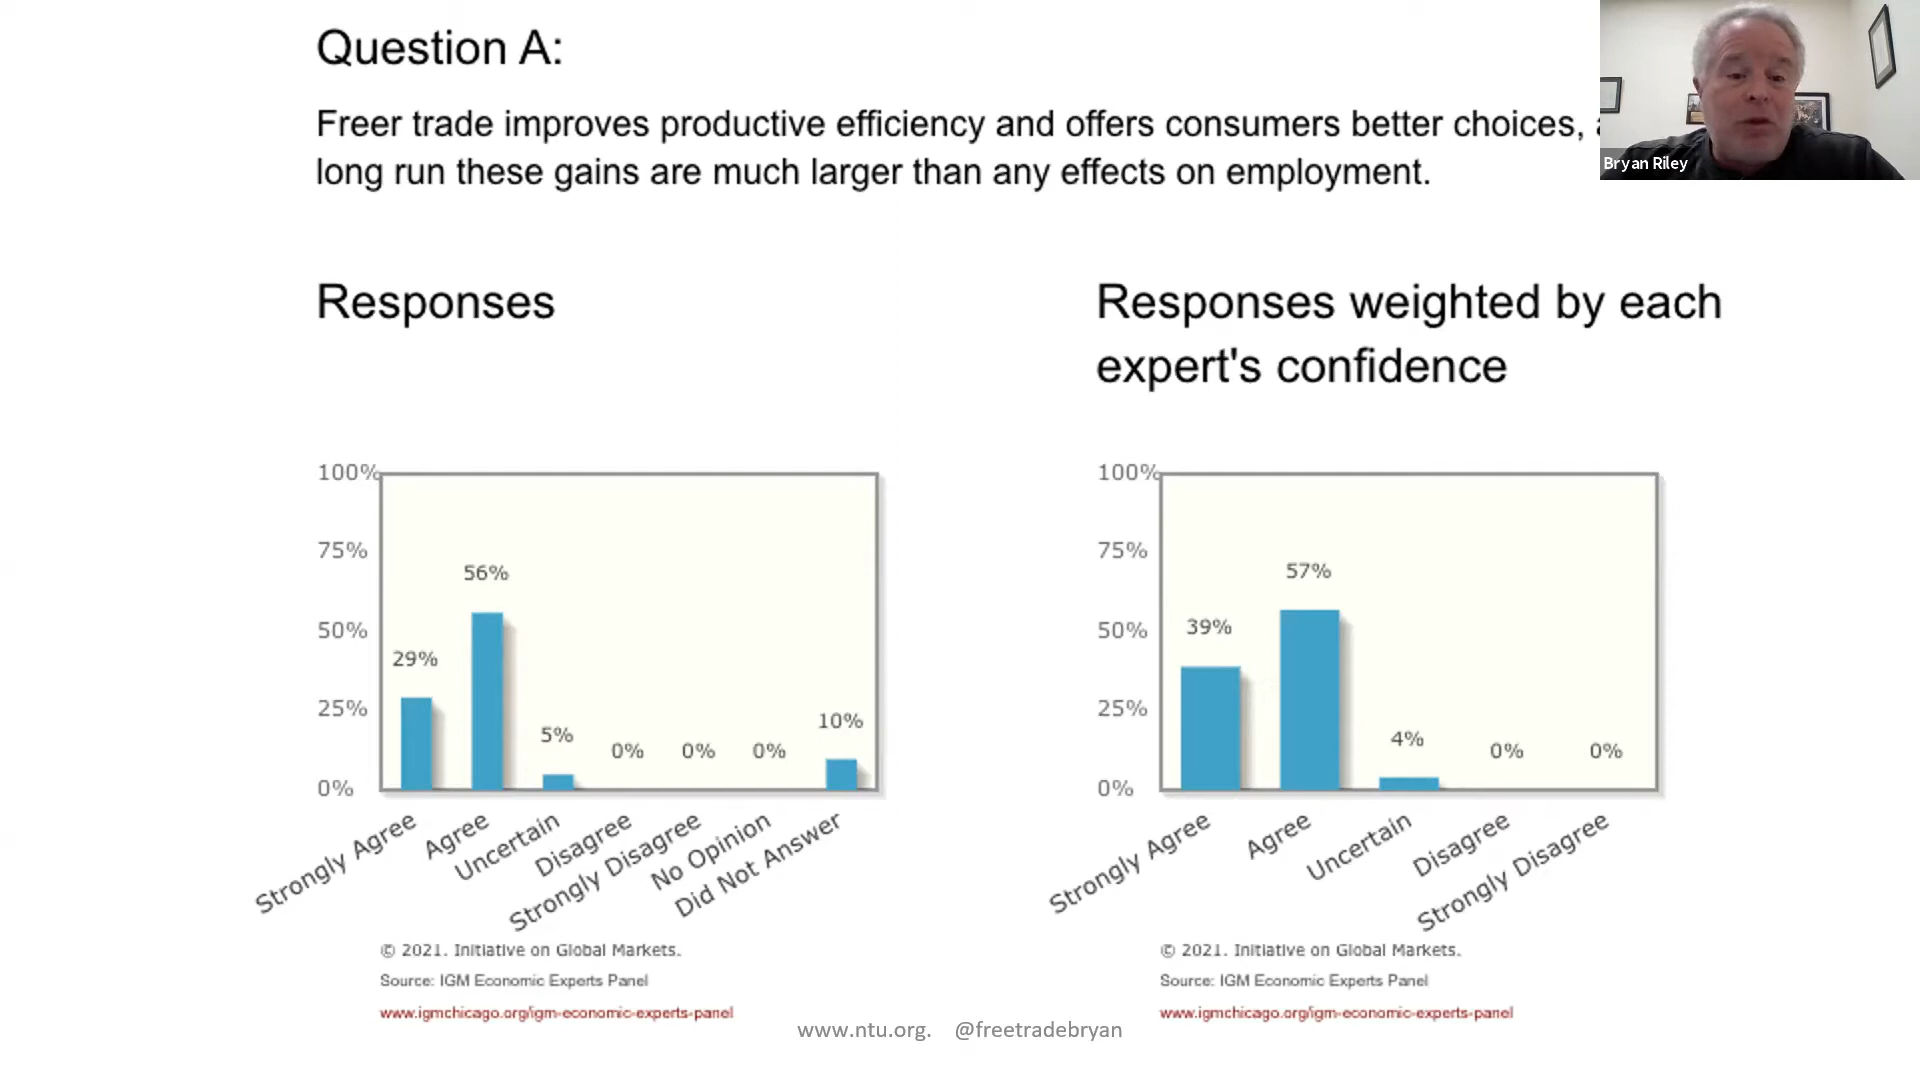 Question A:
Freer trade improves productive efficiency and offers consumers better choices,
long run these gains are much larger than any effects on employment.
Bryan Riley
Responses
Responses weighted by each
expert's confidence
100%
75%
50%
25%
0%
29%
56%
5%
0%
0%
0%
10%
Strongly Agree
Agree
Uncertain
Disagree
Strongly Disagree
No Opinion
Did Not Answer
© 2021. Initiative on Global Markets.
Source: IGM Economic Experts Panel
www.igmchicago.org/igm-economic-experts-panel
100%
75%
50%
25%
0%
39%
57%
4%
0%
0%
Strongly Agree
Agree
Uncertain
Disagree
Strongly Disagree
© 2021. Initiative on Global Markets.
Source: IGM Economic Experts Panel
www.igmchicago.org/igm-economic-experts-panel
www.ntu.org. @freetradebryan